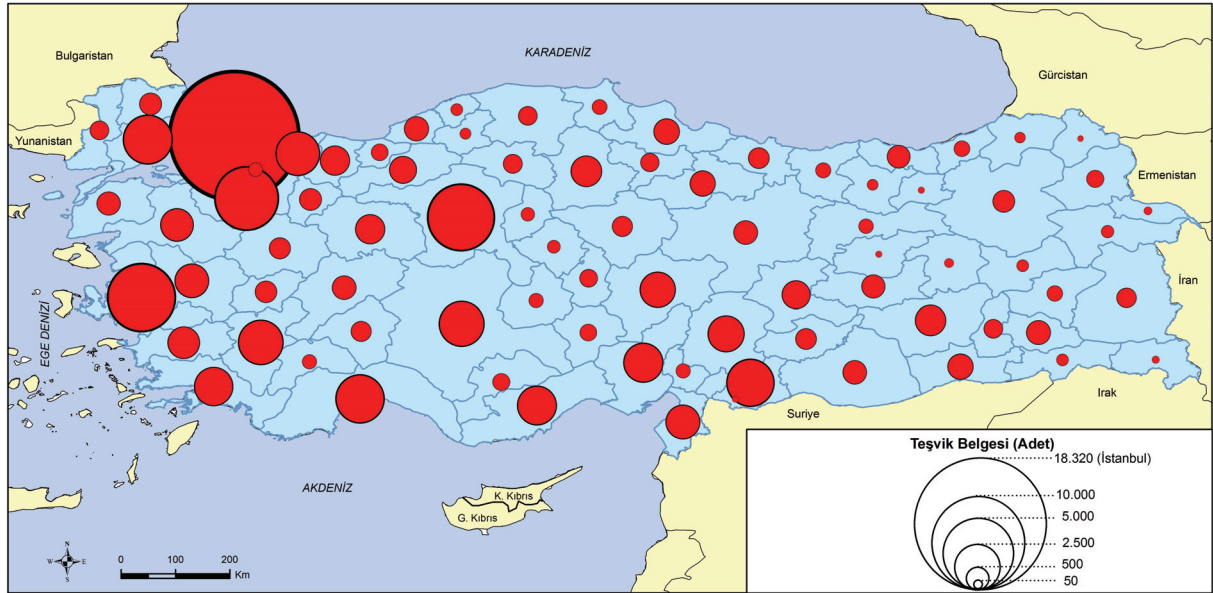 Bulgaristan
KARADENİZ
Gürcistan
Yunanistan
Ermenistan
İran
EGE DENİZİ
Suriye
Irak
AKDENİZ
K. Kıbrıs
G. Kıbrıs
N
W
E
S
0 100 200
Km
Teşvik Belgesi (Adet)
18.320 (İstanbul)
10.000
5.000
2.500
500
50